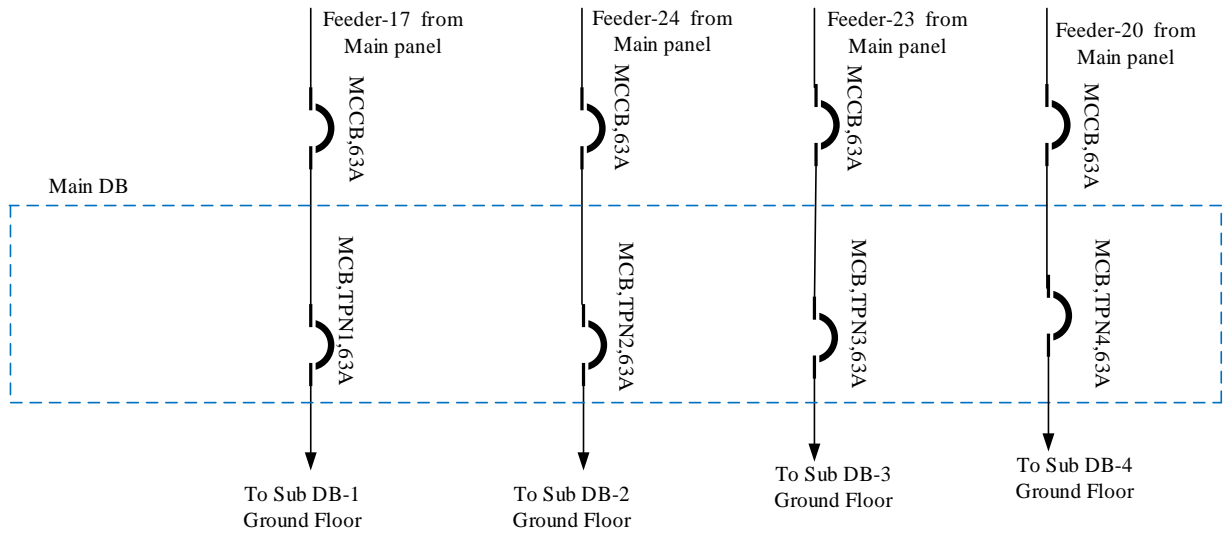 Feeder-17 from
Main panel
Feeder-24 from
Main panel
Feeder-23 from
Main panel
Feeder-20 from
Main panel
MCCB,63A
MCCB,63A
MCCB,63A
MCCB,63A
Main DB
MCB,TPN1,63A
MCB,TPN2,63A
MCB,TPN3,63A
MCB,TPN4,63A
To Sub DB-1
Ground Floor
To Sub DB-2
Ground Floor
To Sub DB-3
Ground Floor
To Sub DB-4
Ground Floor